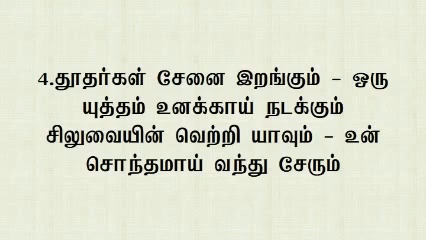 4.தூதர்கள் சேனை இறங்கும் – ஒரு
யுத்தம் உனக்காய் நடக்கும்
சிலுவையின் வெற்றி யாவும் – உன்
சொந்தமாய் வந்து சேரும்